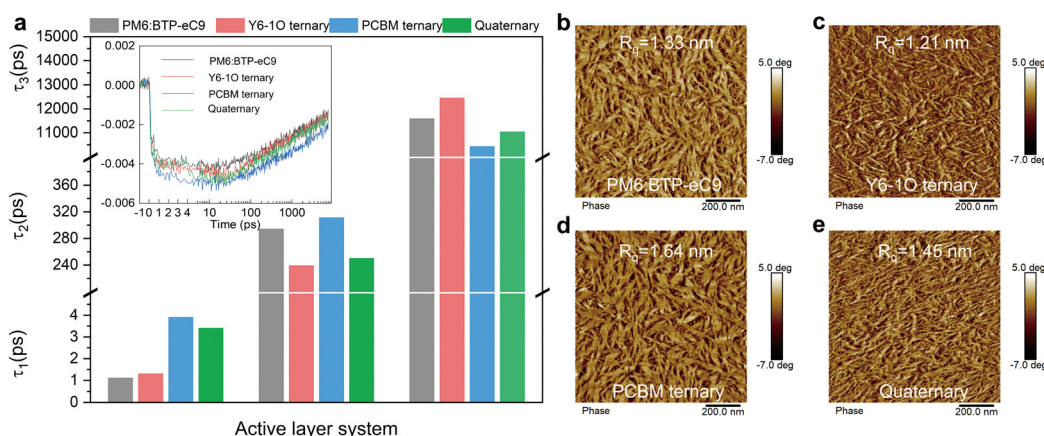 a
PM6:BTP-eC9 Y6-1O ternary PCBM ternary Quaternary
τ3(ps)
15000
14000
13000
12000
11000
τ2(ps)
360
320
280
240
τ1(ps)
4
3
2
1
0
0.002
0.000
-0.002
-0.004
-0.006
PM6:BTP-eC9
Y6-1O ternary
PCBM ternary
Quaternary
-1 0 1 2 3 4 10 100 1000
Time (ps)
Active layer system
b
Rq=1.33 nm
PM6:BTP-eC9
5.0 deg
-7.0 deg
Phase
200.0 nm
c
Rq=1.21 nm
Y6-1O ternary
5.0 deg
-7.0 deg
Phase
200.0 nm
d
Rq=1.64 nm
PCBM ternary
5.0 deg
-7.0 deg
Phase
200.0 nm
e
Rq=1.45 nm
Quaternary
5.0 deg
-7.0 deg
Phase
200.0 nm